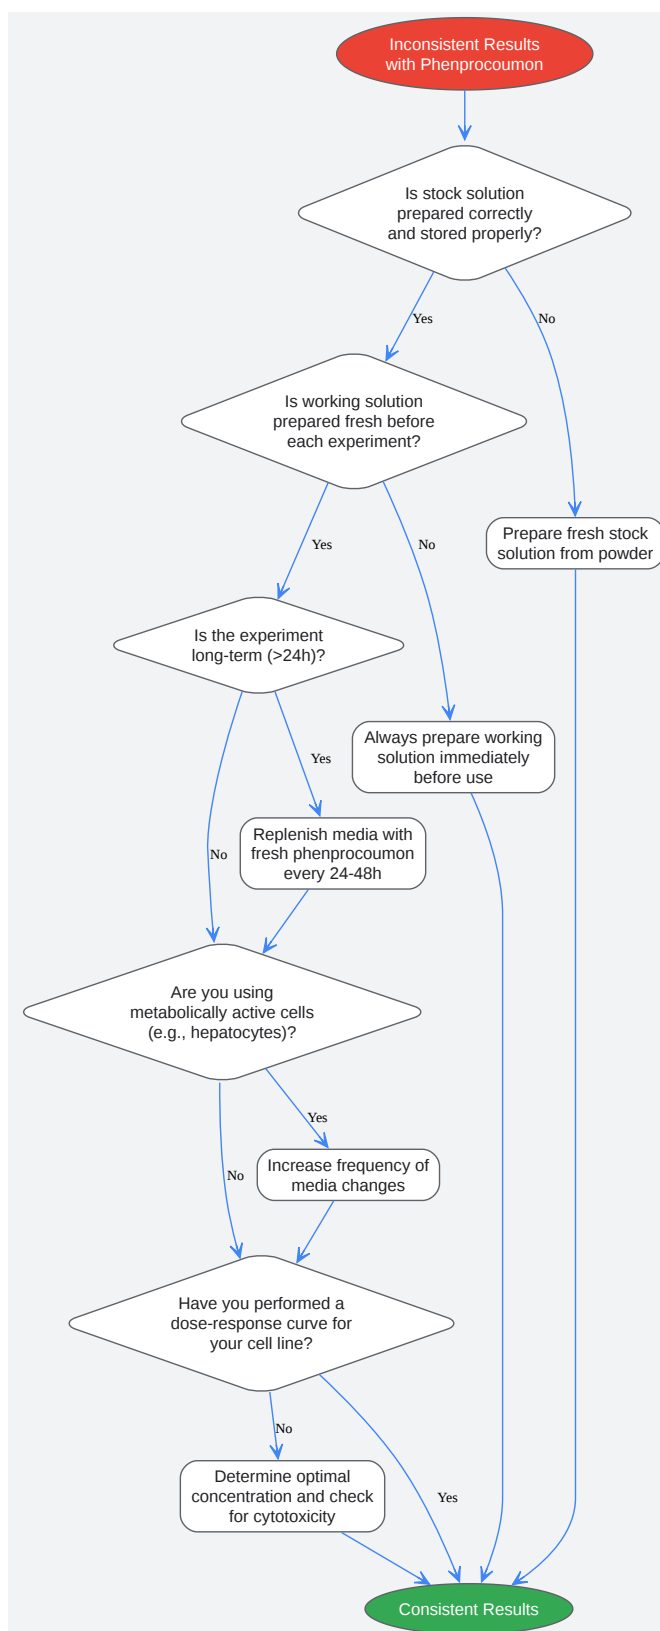 Inconsistent Results
with Phenprocoumon
Is stock solution
prepared correctly
and stored properly?
Yes
No
Is working solution
prepared fresh before
each experiment?
Prepare fresh stock
solution from powder
Yes
No
Is the experiment
long-term (>24h)?
Always prepare working
solution immediately
before use
Yes
No
Replenish media with
fresh phenprocoumon
every 24-48h
Are you using
metabolically active cells
(e.g., hepatocytes)?
Yes
No
Increase frequency of
media changes
Have you performed a
dose-response curve for
your cell line?
No
Yes
Determine optimal
concentration and check
for cytotoxicity
Consistent Results